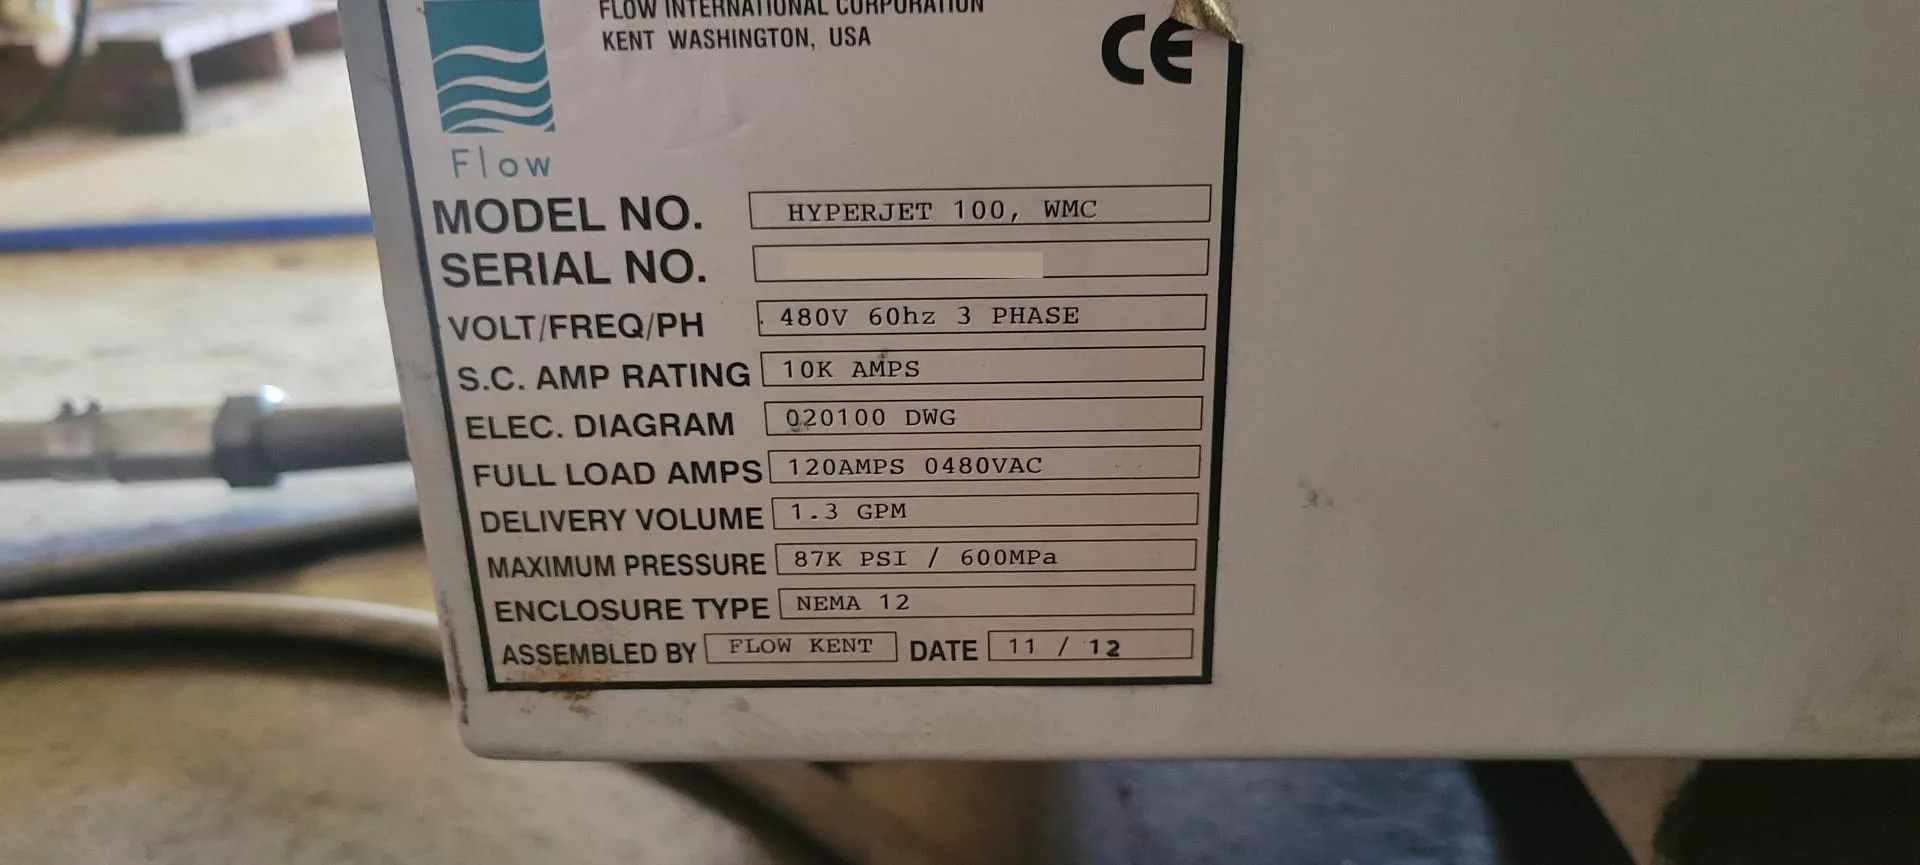 FLOW INTERNATIONAL CORPORATION
KENT WASHINGTON, USA
CE
Flow
MODEL NO. HYPERJET 100, WMC
SERIAL NO.
VOLT/FREQ/PH 480V 60hz 3 PHASE
S.C. AMP RATING 10K AMPS
ELEC. DIAGRAM 020100 DWG
FULL LOAD AMPS 120AMPS 0480VAC
DELIVERY VOLUME 1.3 GPM
MAXIMUM PRESSURE 87K PSI / 600MPa
ENCLOSURE TYPE NEMA 12
ASSEMBLED BY FLOW KENT DATE 11 / 12